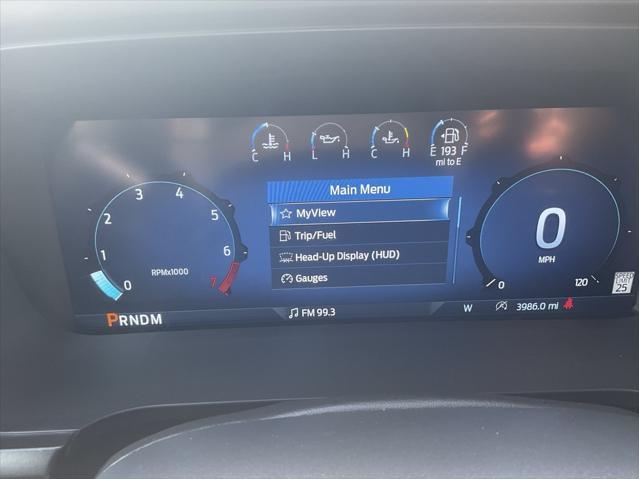 C H
L H
C H
E 193 F
mi to E
Main Menu
MyView
Trip/Fuel
Head-Up Display (HUD)
Gauges
0
1
2
3
4
5
6
7
RPMx1000
0
MPH
0
120
SPEED
LIMIT
25
PRNDM
FM 99.3
W
3986.0 mi